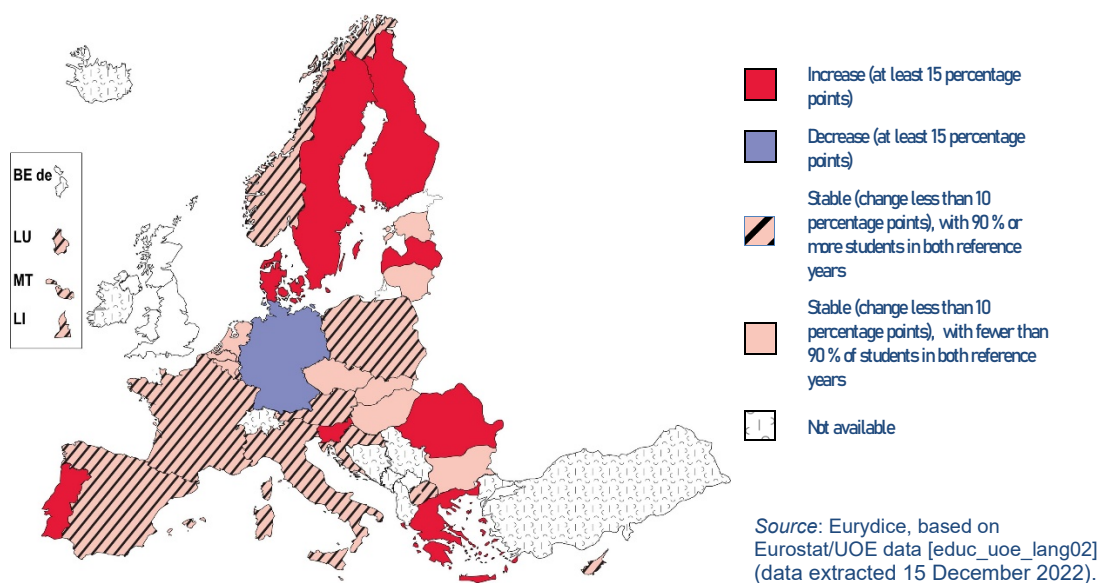 BE de
LU
MT
LI
Increase (at least 15 percentage
points)
Decrease (at least 15 percentage
points)
Stable (change less than 10
percentage points), with 90 % or
more students in both reference
years
Stable (change less than 10
percentage points), with fewer than
90 % of students in both reference
years
Not available
Source: Eurydice, based on
Eurostat/UOE data [educ_uoe_lang02]
(data extracted 15 December 2022).